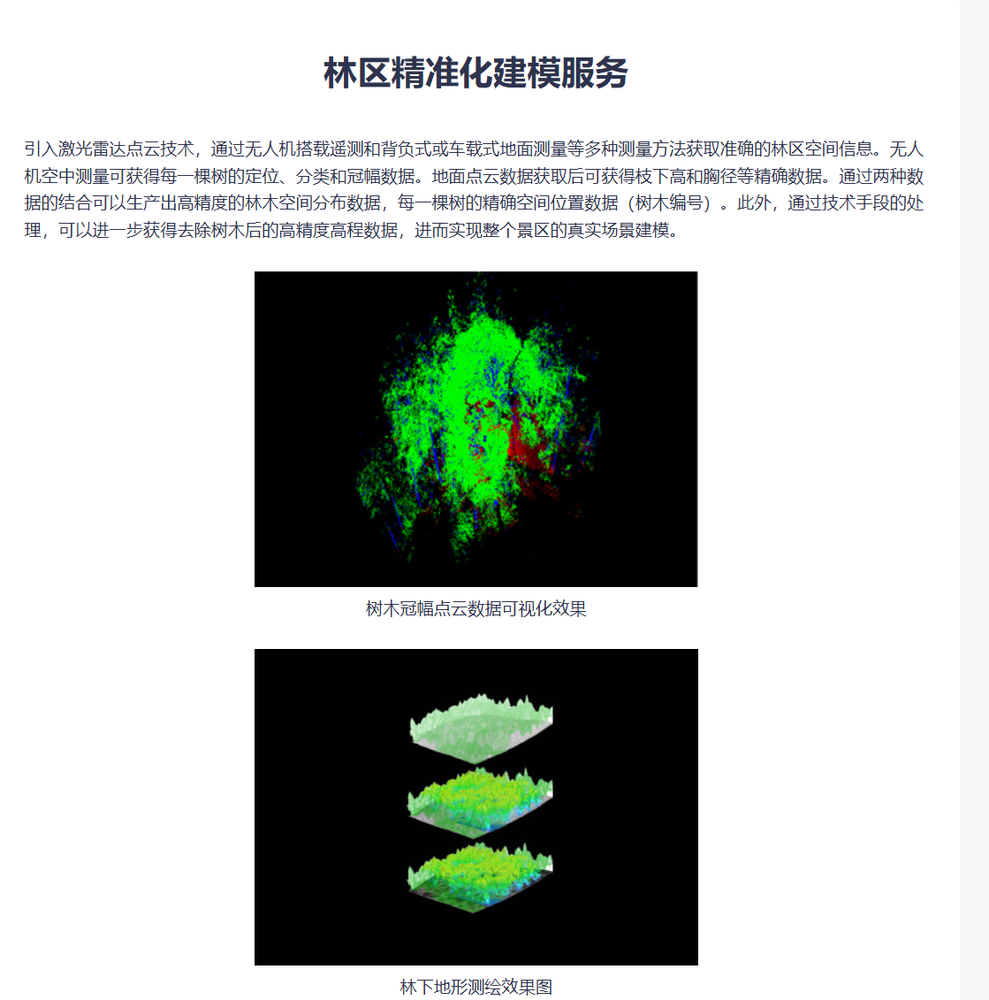 林区精准化建模服务
引入激光雷达点云技术，通过无人机搭载遥测和背负式或车载式地面测量等多种测量方法获取准确的林区空间信息。无人
机空中测量可获得每一棵树的定位、分类和冠幅数据。地面点云数据获取后可获得枝下高和胸径等精确数据。通过两种数
据的结合可以生产出高精度的林木空间分布数据，每一棵树的精确空间位置数据（树木编号）。此外，通过技术手段的处
理，可以进一步获得去除树木后的高精度高程数据，进而实现整个景区的真实场景建模。
树木冠幅点云数据可视化效果
林下地形测绘效果图